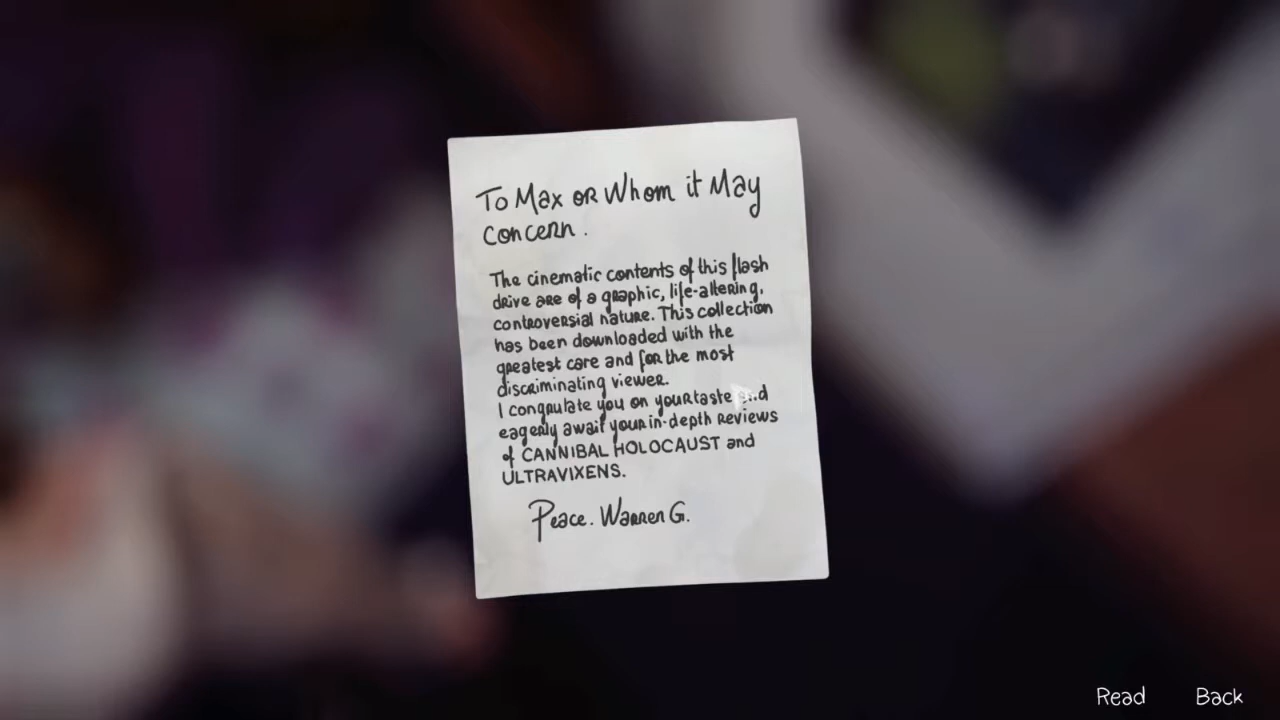 To Max or Whom it May
Concern.
The cinematic contents of this flash
drive are of a graphic, life-altering,
controversial nature. This collection
has been downloaded with the
greatest care and for the most
discriminating viewer.
I congrulate you on your taste and
eagerly await your in-depth reviews
of CANNIBAL HOLOCAUST and
ULTRAVIXENS.
Peace. Warren G.
Read Back